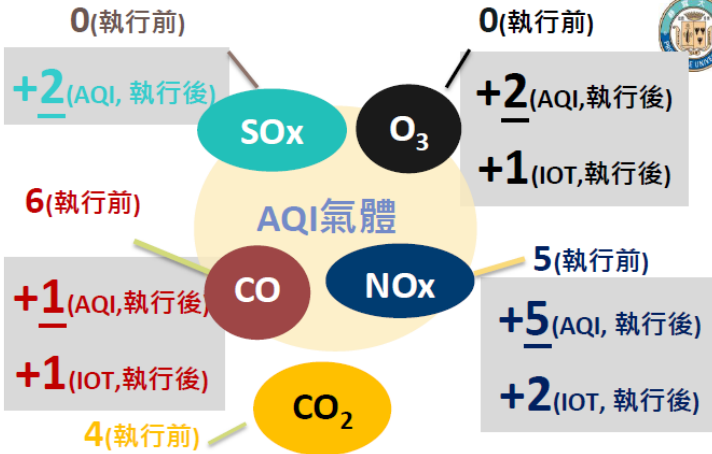 0(執行前)
+2(AQI, 執行後)
SOx
0(執行前)
+2(AQI,執行後)
+1(IOT,執行後)
O3
AQI氣體
6(執行前)
+1(AQI,執行後)
+1(IOT,執行後)
CO
NOx
5(執行前)
+5(AQI, 執行後)
+2(IOT, 執行後)
CO2
4(執行前)